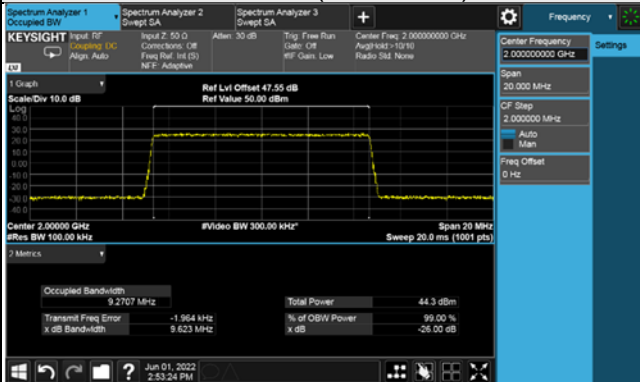 Spectrum Analyzer 1
Occupied BW
Spectrum Analyzer 2
Swept SA
Spectrum Analyzer 3
Swept SA
+
Frequency
KEYSIGHT
Input: RF
Coupling: DC
Align: Auto
LXI
Input Z: 50 Ω
Corrections: Off
Freq Ref: Int (S)
NFE: Adaptive
Atten: 30 dB
Trig: Free Run
Gate: Off
#IF Gain: Low
Center Freq: 2.000000000 GHz
Avg|Hold:>10/10
Radio Std: None
Center Frequency
2.000000000 GHz
Settings
Span
20.000 MHz
CF Step
2.000000 MHz
Auto
Man
Freq Offset
0 Hz
1 Graph
Scale/Div 10.0 dB
Ref Lvl Offset 47.55 dB
Ref Value 50.00 dBm
Log
40.0
30.0
20.0
10.0
0.00
-10.0
-20.0
-30.0
-40.0
Center 2.00000 GHz
#Res BW 100.00 kHz
#Video BW 300.00 kHz*
Span 20 MHz
Sweep 20.0 ms (1001 pts)
2 Metrics
Occupied Bandwidth
9.2707 MHz
Total Power 44.3 dBm
Transmit Freq Error -1.964 kHz
% of OBW Power 99.00 %
x dB Bandwidth 9.623 MHz
x dB -26.00 dB
?
Jun 01, 2022
2:53:24 PM